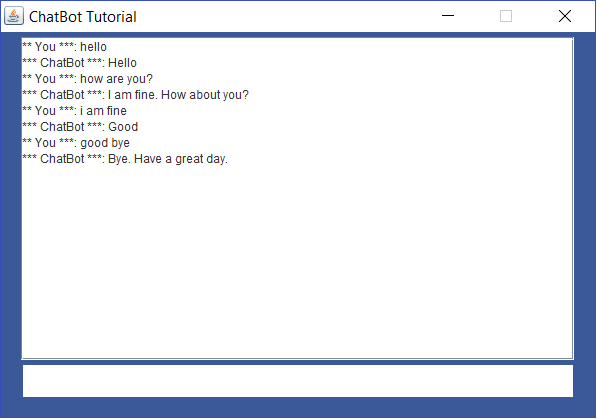 ChatBot Tutorial
** You ***: hello
*** ChatBot ***: Hello
** You ***: how are you?
*** ChatBot ***: I am fine. How about you?
** You ***: i am fine
*** ChatBot ***: Good
** You ***: good bye
*** ChatBot ***: Bye. Have a great day.